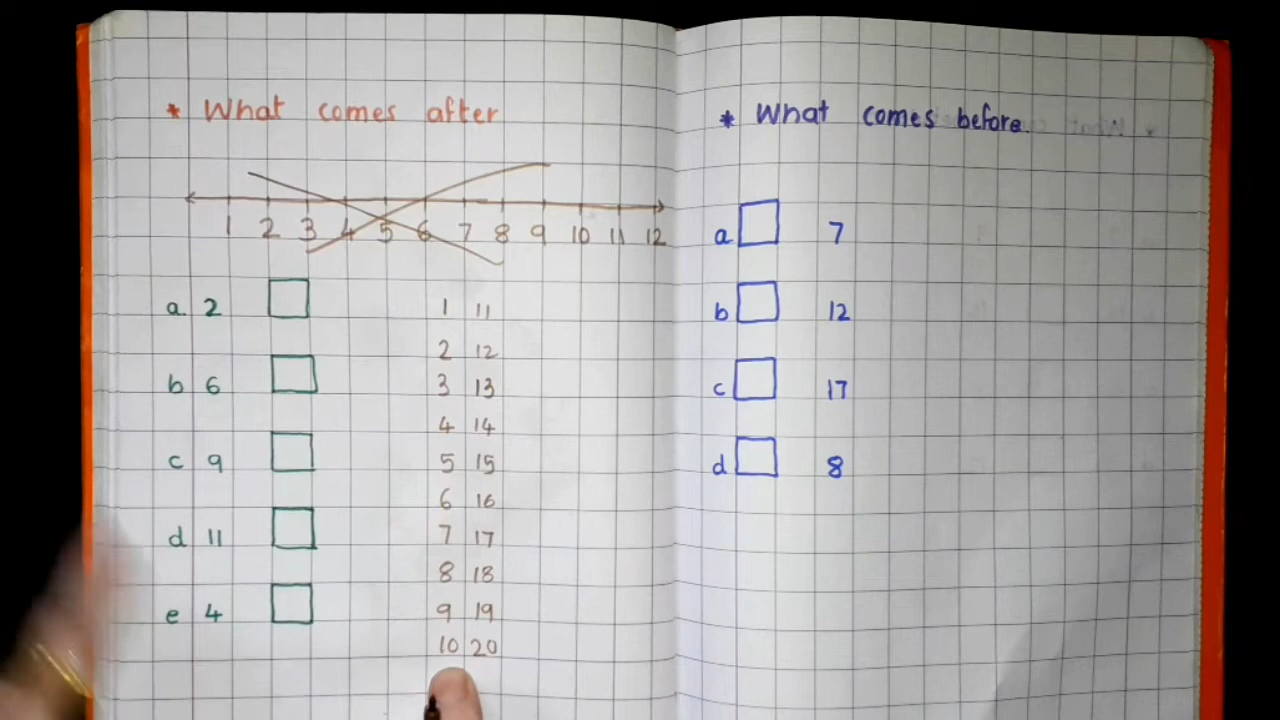 * What comes after
1 2 3 4 5 6 7 8 9 10 11 12
a 2
b 6
c 9
d 11
e 4
1 11
2 12
3 13
4 14
5 15
6 16
7 17
8 18
9 19
10 20
* What comes before.
a 7
b 12
c 17
d 8